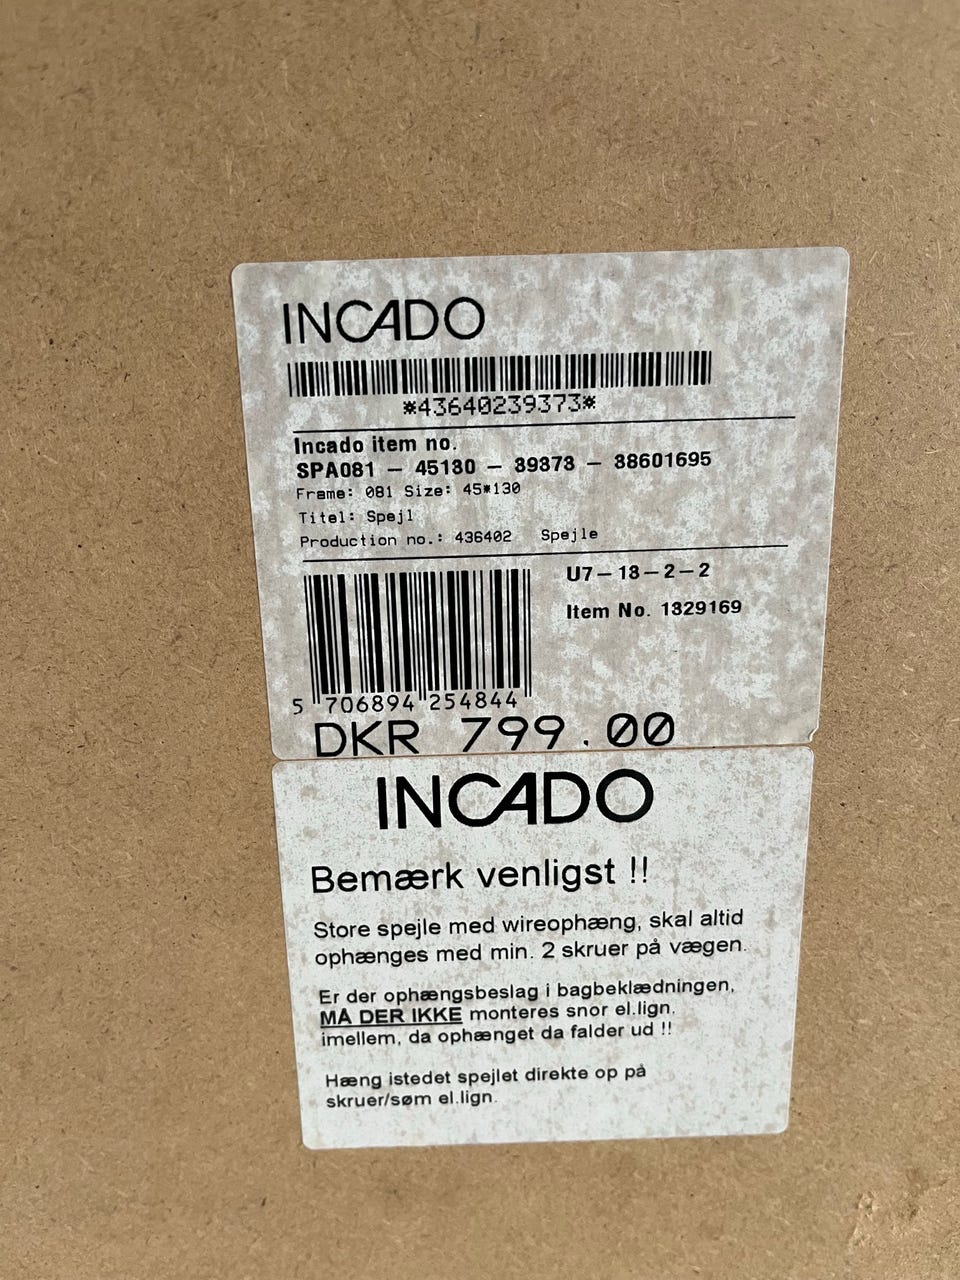 INCADO
*43640239373*
Incado item no.
SPA081 – 45130 – 39373 – 38601695
Frame: 081 Size: 45*130
Titel: Spejl
Production no.: 436402 Spejle
U7–18–2–2
Item No. 1329169
5 706894 254844
DKR 799.00
INCADO
Bemærk venligst !!
Store spejle med wireophæng, skal altid
ophænges med min. 2 skruer på vægen.
Er der ophængsbeslag i bagbeklædningen,
MÅ DER IKKE monteres snor el.lign.
imellem, da ophænget da falder ud !!
Hæng istedet spejlet direkte op på
skruer/søm el.lign.